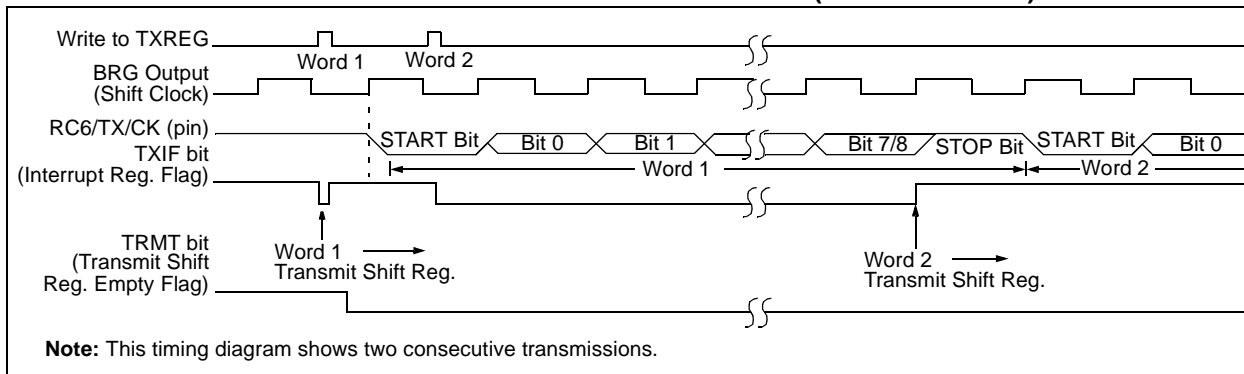 Write to TXREG
Word 1
Word 2
BRG Output
(Shift Clock)
RC6/TX/CK (pin)
START Bit
Bit 0
Bit 1
Bit 7/8
STOP Bit
START Bit
Bit 0
Word 1
Word 2
TXIF bit
(Interrupt Reg. Flag)
Word 1
Transmit Shift Reg.
Word 2
Transmit Shift Reg.
TRMT bit
(Transmit Shift
Reg. Empty Flag)
Note: This timing diagram shows two consecutive transmissions.